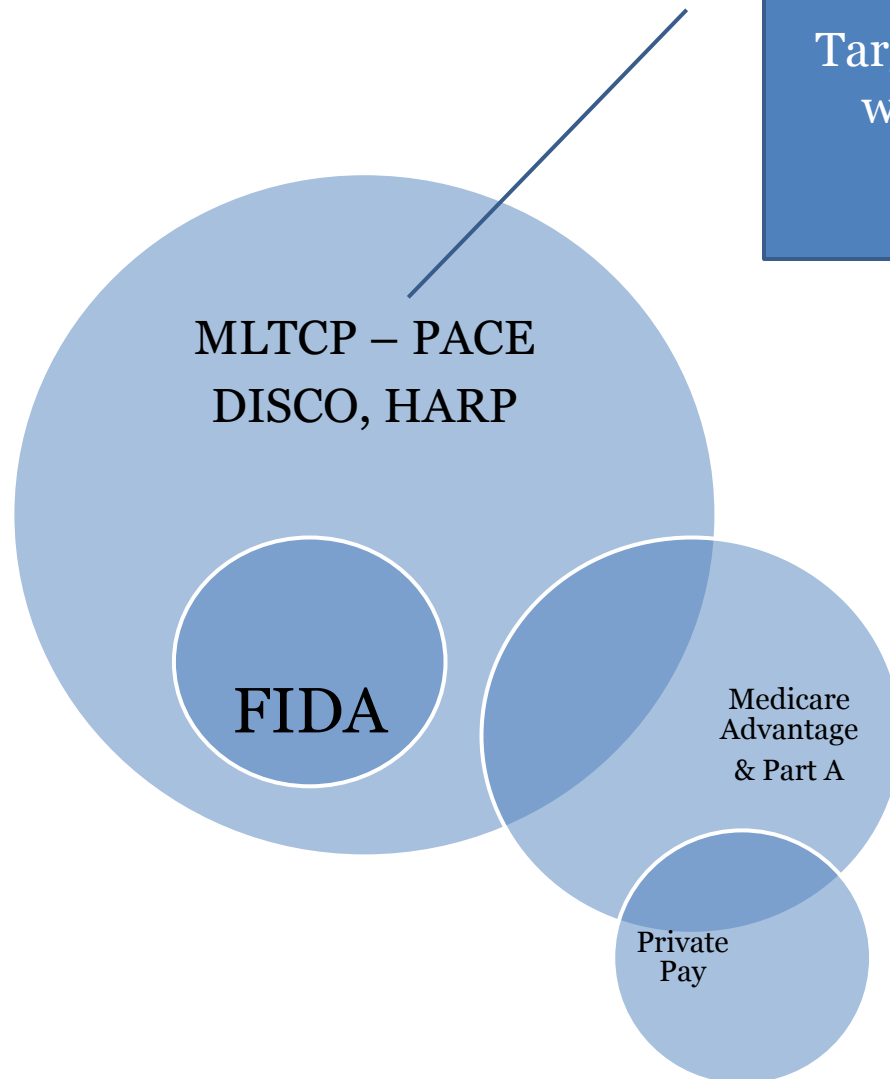 Tar
w
MLTCP – PACE
DISCO, HARP
FIDA
Medicare
Advantage
& Part A
Private
Pay